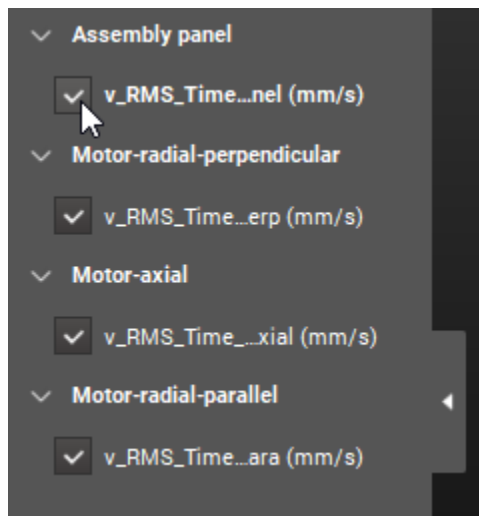 Assembly panel
v_RMS_Time...nel (mm/s)
Motor-radial-perpendicular
v_RMS_Time...erp (mm/s)
Motor-axial
v_RMS_Time_...xial (mm/s)
Motor-radial-parallel
v_RMS_Time...ara (mm/s)